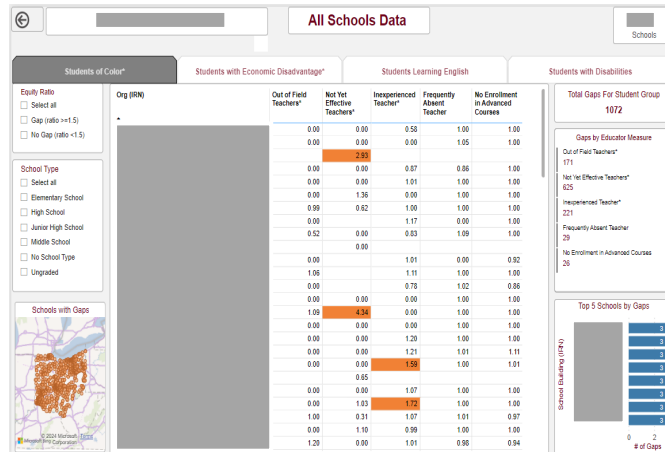 All Schools Data
Schools
Students of Color*
Students with Economic Disadvantage*
Students Learning English
Students with Disabilities
Equity Ratio
Select all
Gap (ratio >=1.5)
No Gap (ratio <1.5)
School Type
Select all
Elementary School
High School
Junior High School
Middle School
No School Type
Ungraded
Schools with Gaps
© 2024 Microsoft
Corporation
Terms
Microsoft Bing
Org (IRN)
Out of Field Teachers*
Not Yet Effective Teachers*
Inexperienced Teacher*
Frequently Absent Teacher
No Enrollment in Advanced Courses
0.00 0.00 0.58 1.00 1.00
0.00 0.00 0.00 1.05 1.00
2.93
0.00 0.00 0.87 0.86 1.00
0.00 0.00 1.01 1.00 1.00
0.00 1.36 0.00 1.00 1.00
0.99 0.62 1.00 1.00 1.00
0.00 1.17 0.00 1.00
0.52 0.00 0.83 1.09 1.00
0.00
0.00 1.01 0.00 0.92
1.06 1.11 1.00 1.00
0.00 0.78 1.02 0.86
0.00 0.00 0.00 1.00 1.00
1.09 4.34 0.00 1.00 1.00
0.00 0.00 0.00 1.00 1.00
0.00 0.00 1.20 1.00 1.00
0.00 0.00 1.21 1.01 1.11
0.00 0.00 1.59 1.00 1.01
0.65
0.00 0.00 1.07 1.00 1.00
0.00 1.03 1.72 1.00 1.00
1.00 0.31 1.07 1.01 0.97
0.00 1.10 0.99 1.00 1.00
1.20 0.00 1.01 0.98 0.94
Total Gaps For Student Group
1072
Gaps by Educator Measure
Out of Field Teachers*
171
Not Yet Effective Teachers*
625
Inexperienced Teacher*
221
Frequently Absent Teacher
29
No Enrollment in Advanced Courses
26
Top 5 Schools by Gaps
School Building (IRN)
3
3
3
3
3
3
3
3
0 2
# of Gaps